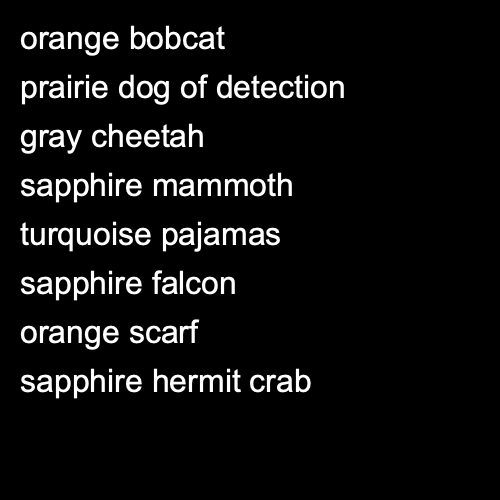 orange bobcat
prairie dog of detection
gray cheetah
sapphire mammoth
turquoise pajamas
sapphire falcon
orange scarf
sapphire hermit crab